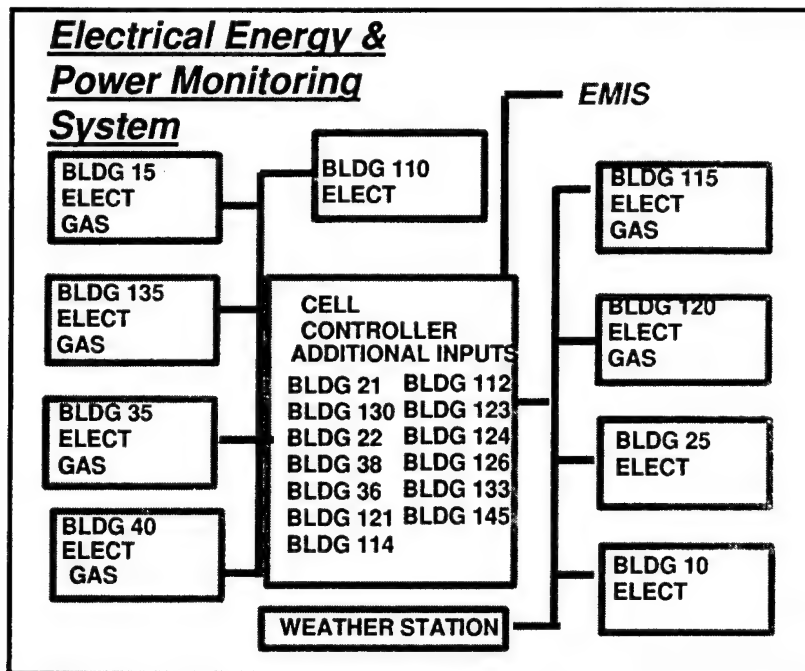 Electrical Energy &
Power Monitoring
System
EMIS
BLDG 15
ELECT
GAS
BLDG 110
ELECT
BLDG 115
ELECT
GAS
BLDG 135
ELECT
GAS
CELL
CONTROLLER
ADDITIONAL INPUTS
BLDG 21 BLDG 112
BLDG 130 BLDG 123
BLDG 22 BLDG 124
BLDG 38 BLDG 126
BLDG 36 BLDG 133
BLDG 121 BLDG 145
BLDG 114
BLDG 120
ELECT
GAS
BLDG 35
ELECT
GAS
BLDG 25
ELECT
BLDG 40
ELECT
GAS
BLDG 10
ELECT
WEATHER STATION